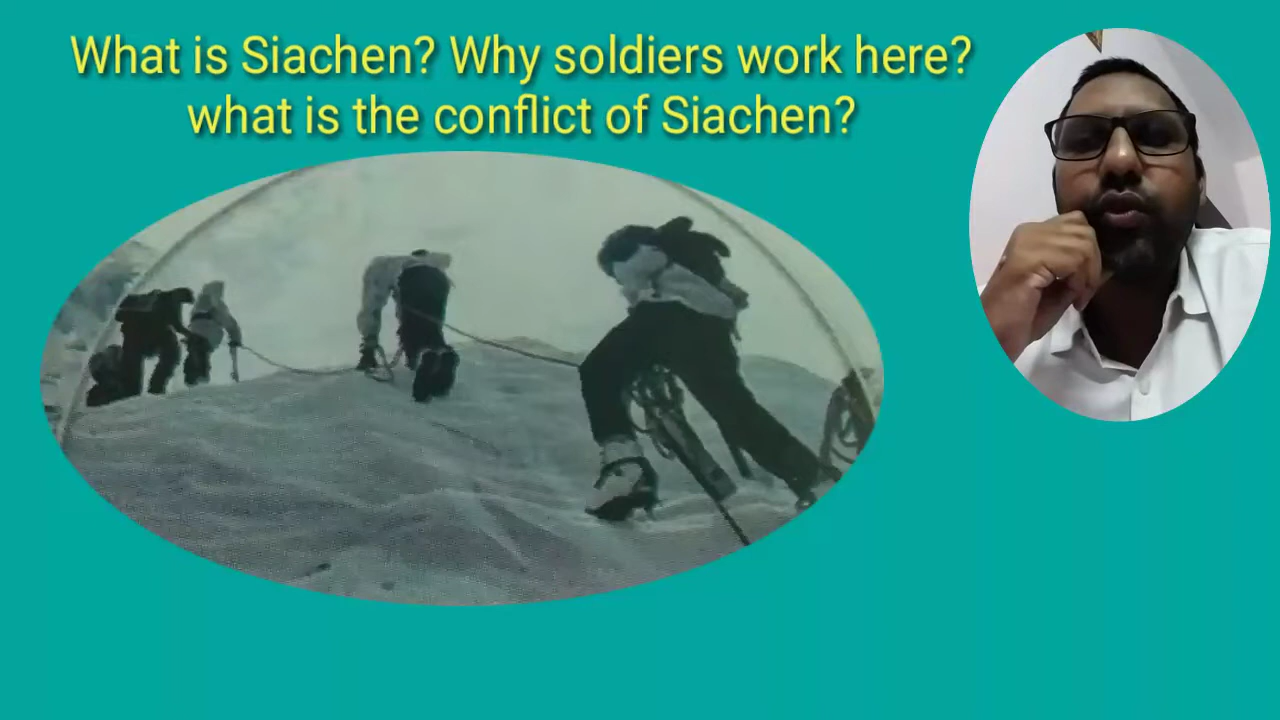 What is Siachen? Why soldiers work here?
what is the conflict of Siachen?